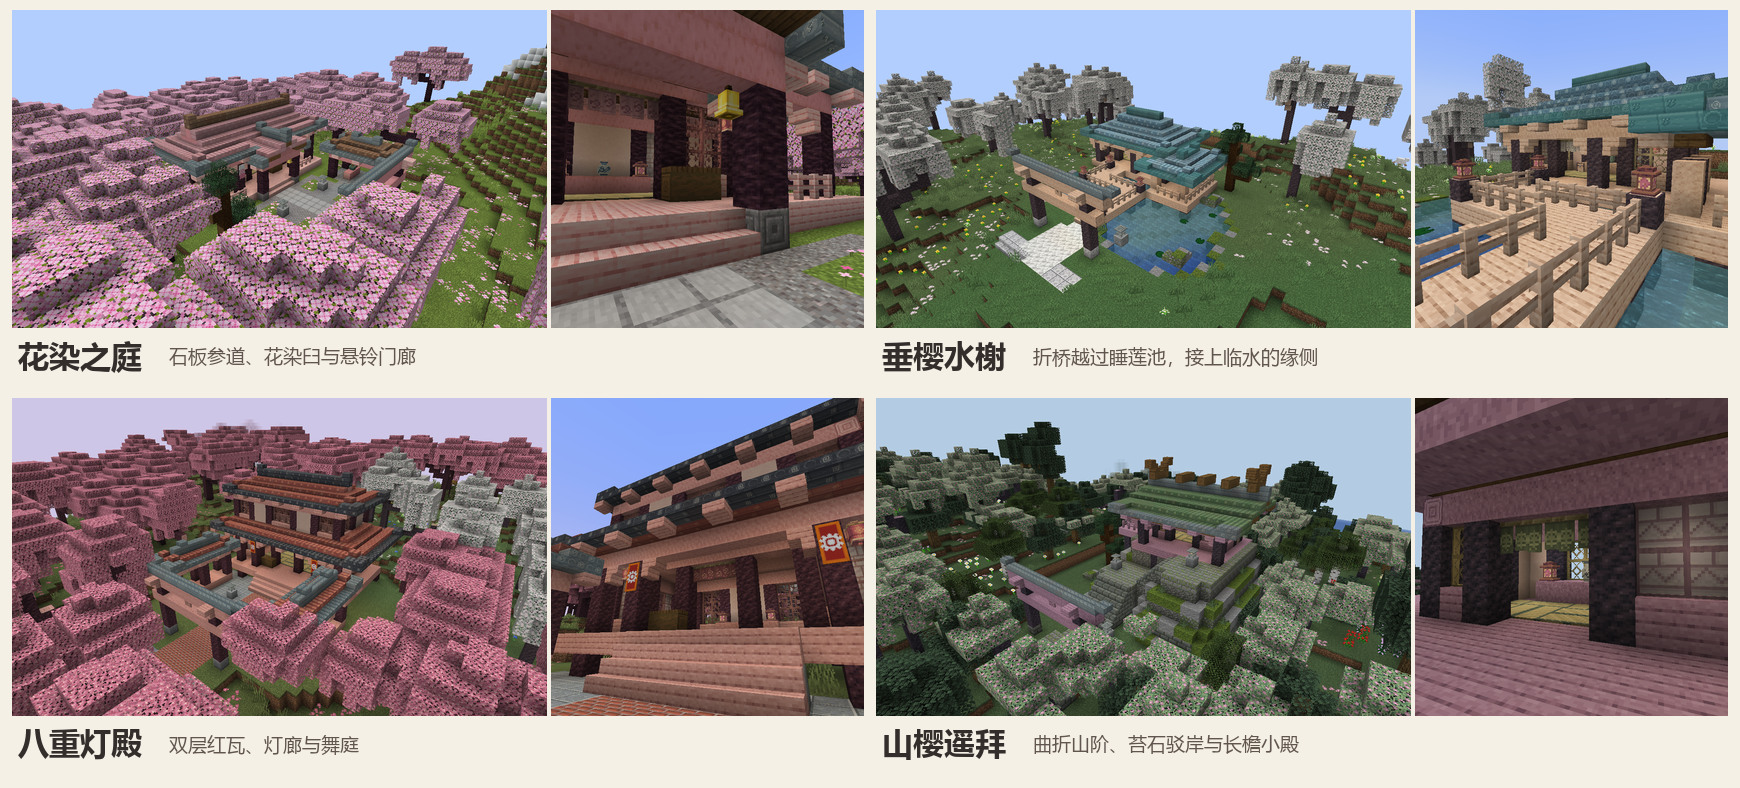 花染之庭 石板参道、花染臼与悬铃门廊
垂樱水榭 折桥越过睡莲池，接上临水的缘侧
八重灯殿 双层红瓦、灯廊与舞庭
山樱遥拜 曲折山阶、苔石驳岸与长檐小殿